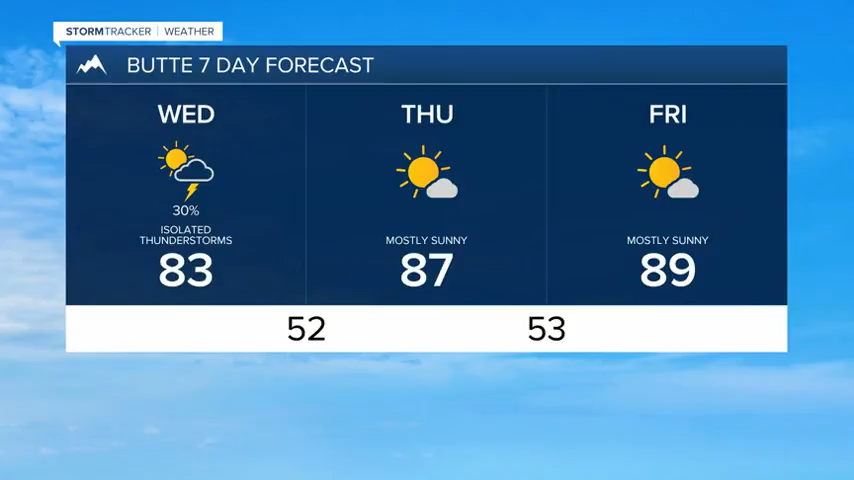 STORMTRACKER | WEATHER
BUTTE 7 DAY FORECAST
WED
THU
FRI
30%
ISOLATED
THUNDERSTORMS
MOSTLY SUNNY
MOSTLY SUNNY
83
87
89
52
53